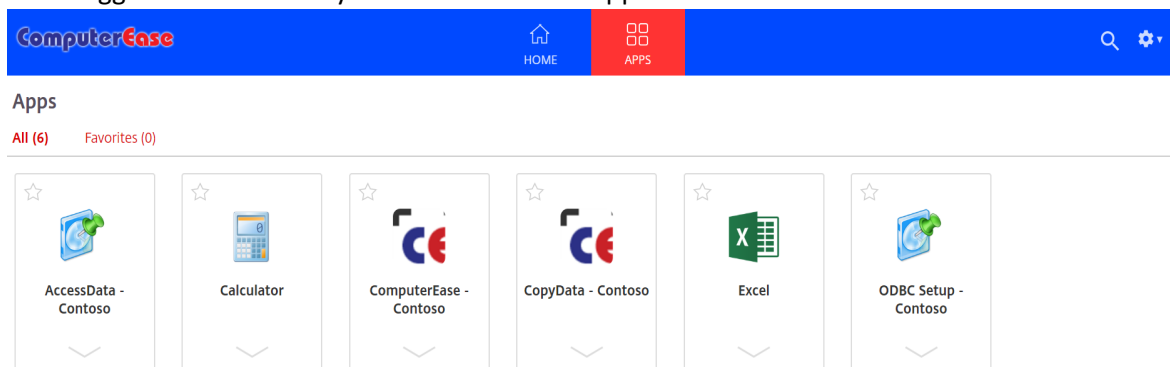 ComputerEase
HOME
APPS
Apps
All (6) Favorites (0)
AccessData -
Contoso
Calculator
ComputerEase -
Contoso
CopyData - Contoso
Excel
ODBC Setup -
Contoso